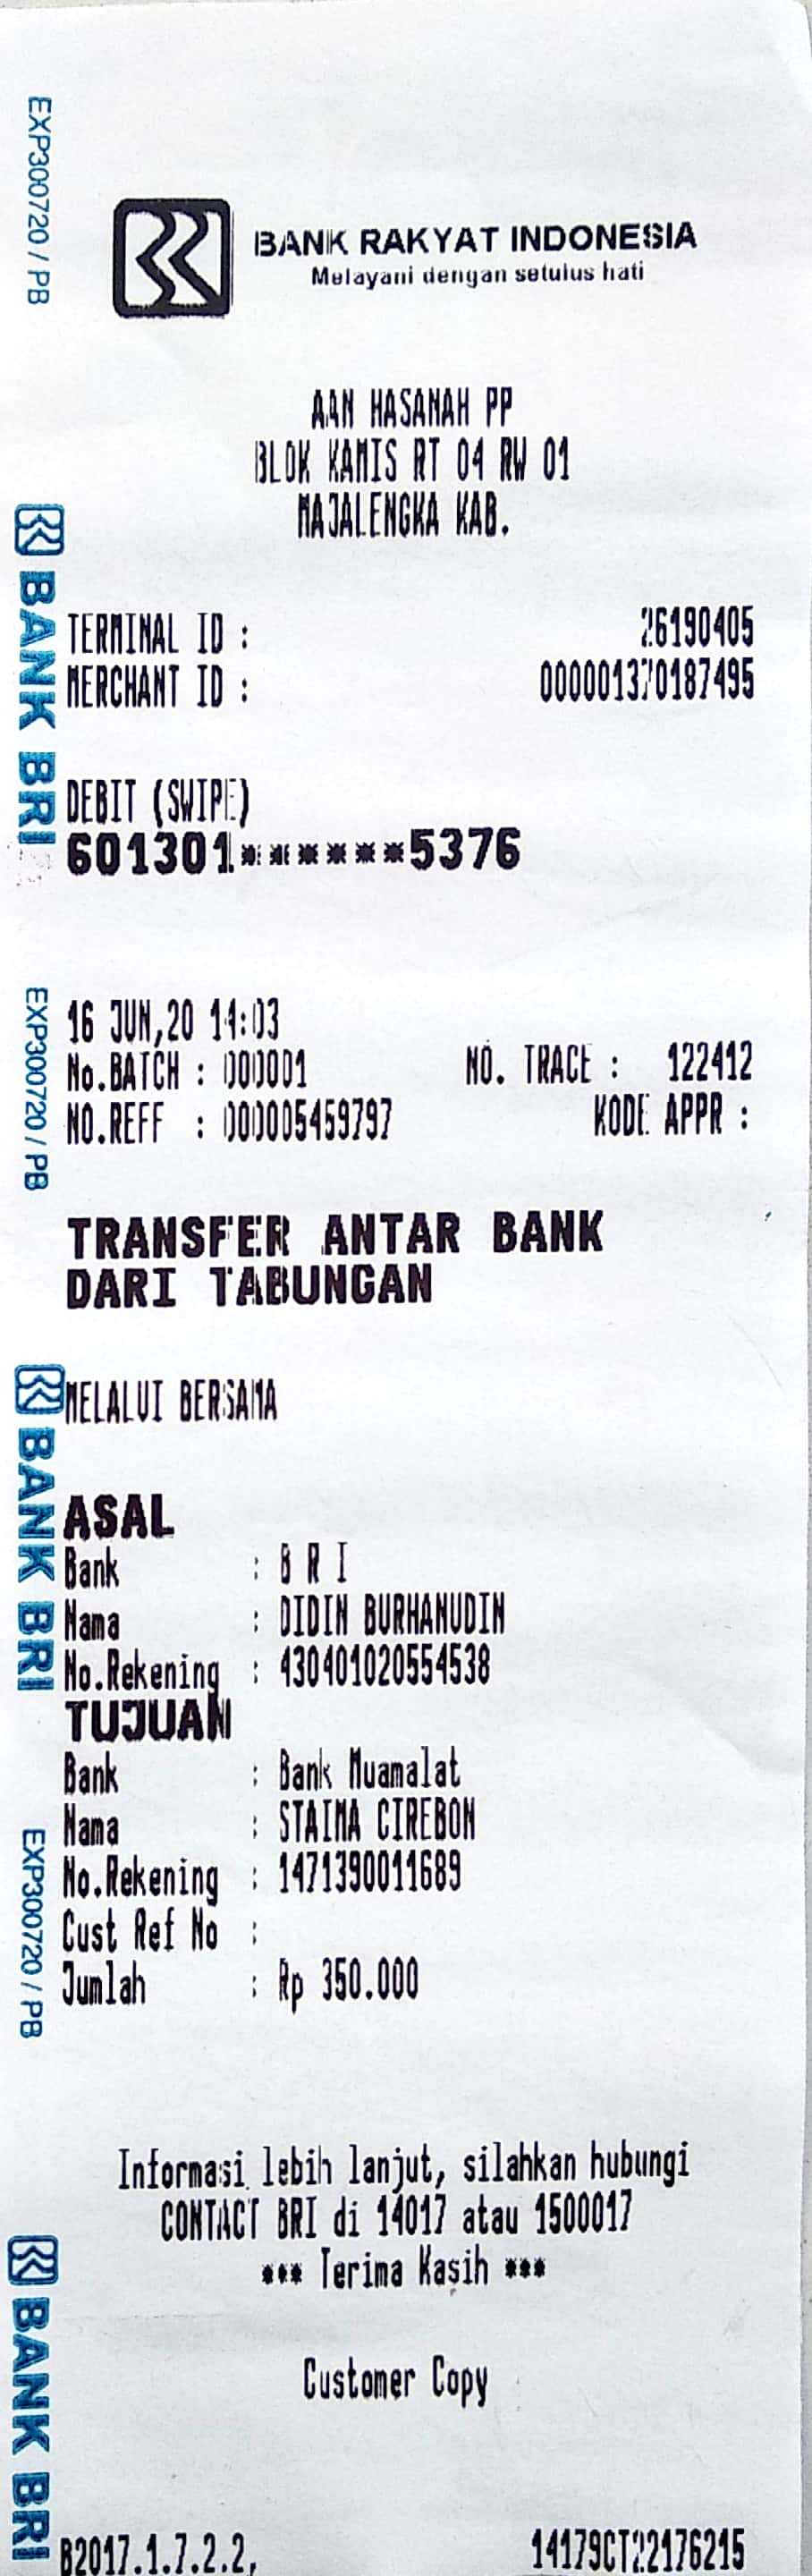 BANK RAKYAT INDONESIA
Melayani dengan setulus hati
AAN HASANAH PP
BLOK KAMIS RT 04 RW 01
MAJALENGKA KAB.
TERMINAL ID : 26190405
MERCHANT ID : 000001370187495
DEBIT (SWIPE)
601301******5376
16 JUN,20 14:03
No.BATCH : 000001 NO. TRACE : 122412
NO.REFF : 000005459797 KODE APPR :
TRANSFER ANTAR BANK
DARI TABUNGAN
MELALUI BERSAMA
ASAL
Bank : B R I
Nama : DIDIN BURHANUDIN
No.Rekening : 430401020554538
TUJUAN
Bank : Bank Muamalat
Nama : STAIMA CIREBON
No.Rekening : 1471390011689
Cust Ref No :
Jumlah : Rp 350.000
Informasi lebih lanjut, silahkan hubungi
CONTACT BRI di 14017 atau 1500017
*** Terima Kasih ***
Customer Copy
B2017.1.7.2.2, 14179CT22176215
EXP300720 / PB
BANK BRI
EXP300720 / PB
BANK BRI
EXP300720 / PB
BANK BRI